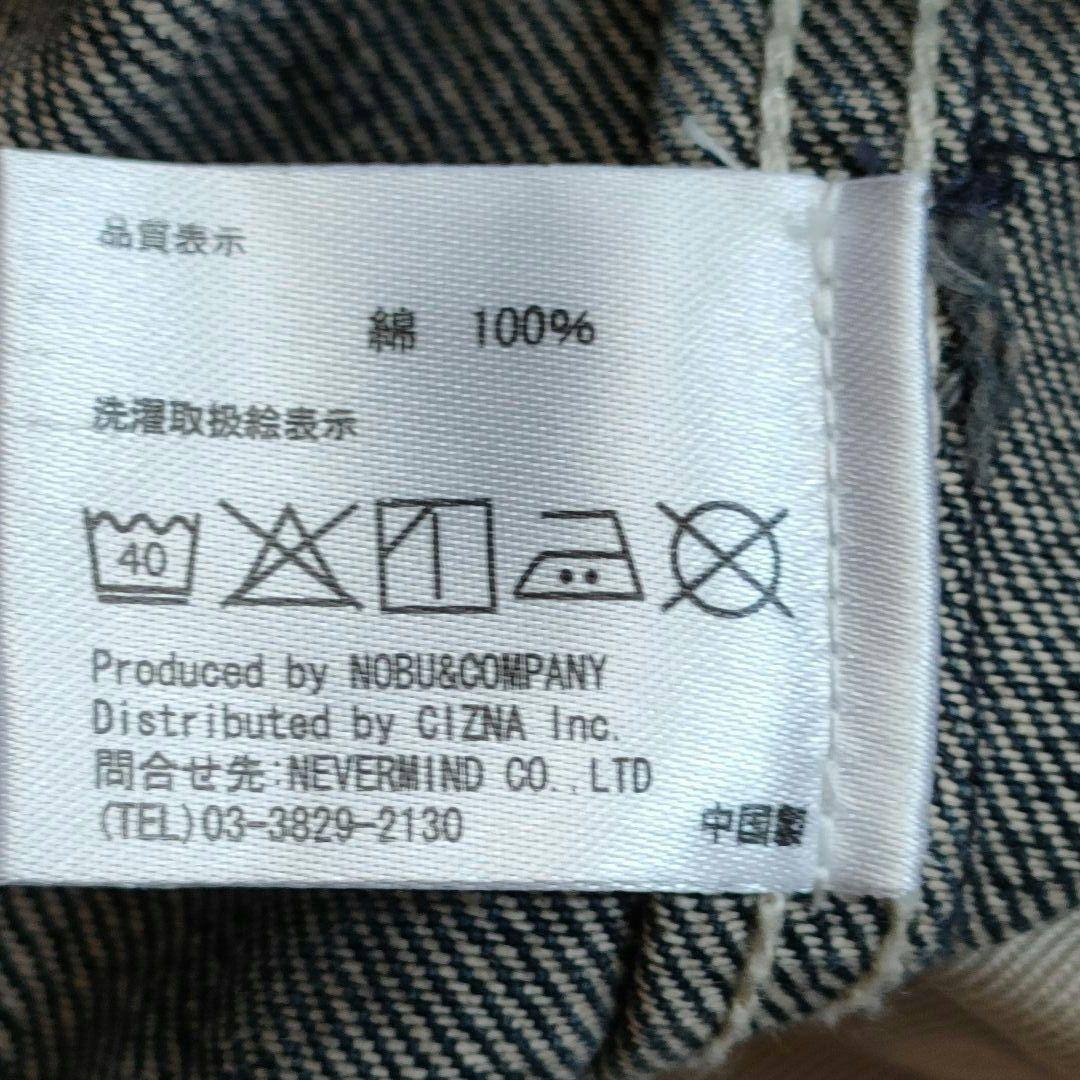 品質表示
綿 100%
洗濯取扱絵表示
40
Produced by NOBU&COMPANY
Distributed by CIZNA Inc.
問合せ先:NEVERMIND CO.,LTD
(TEL)03-3829-2130
中国製